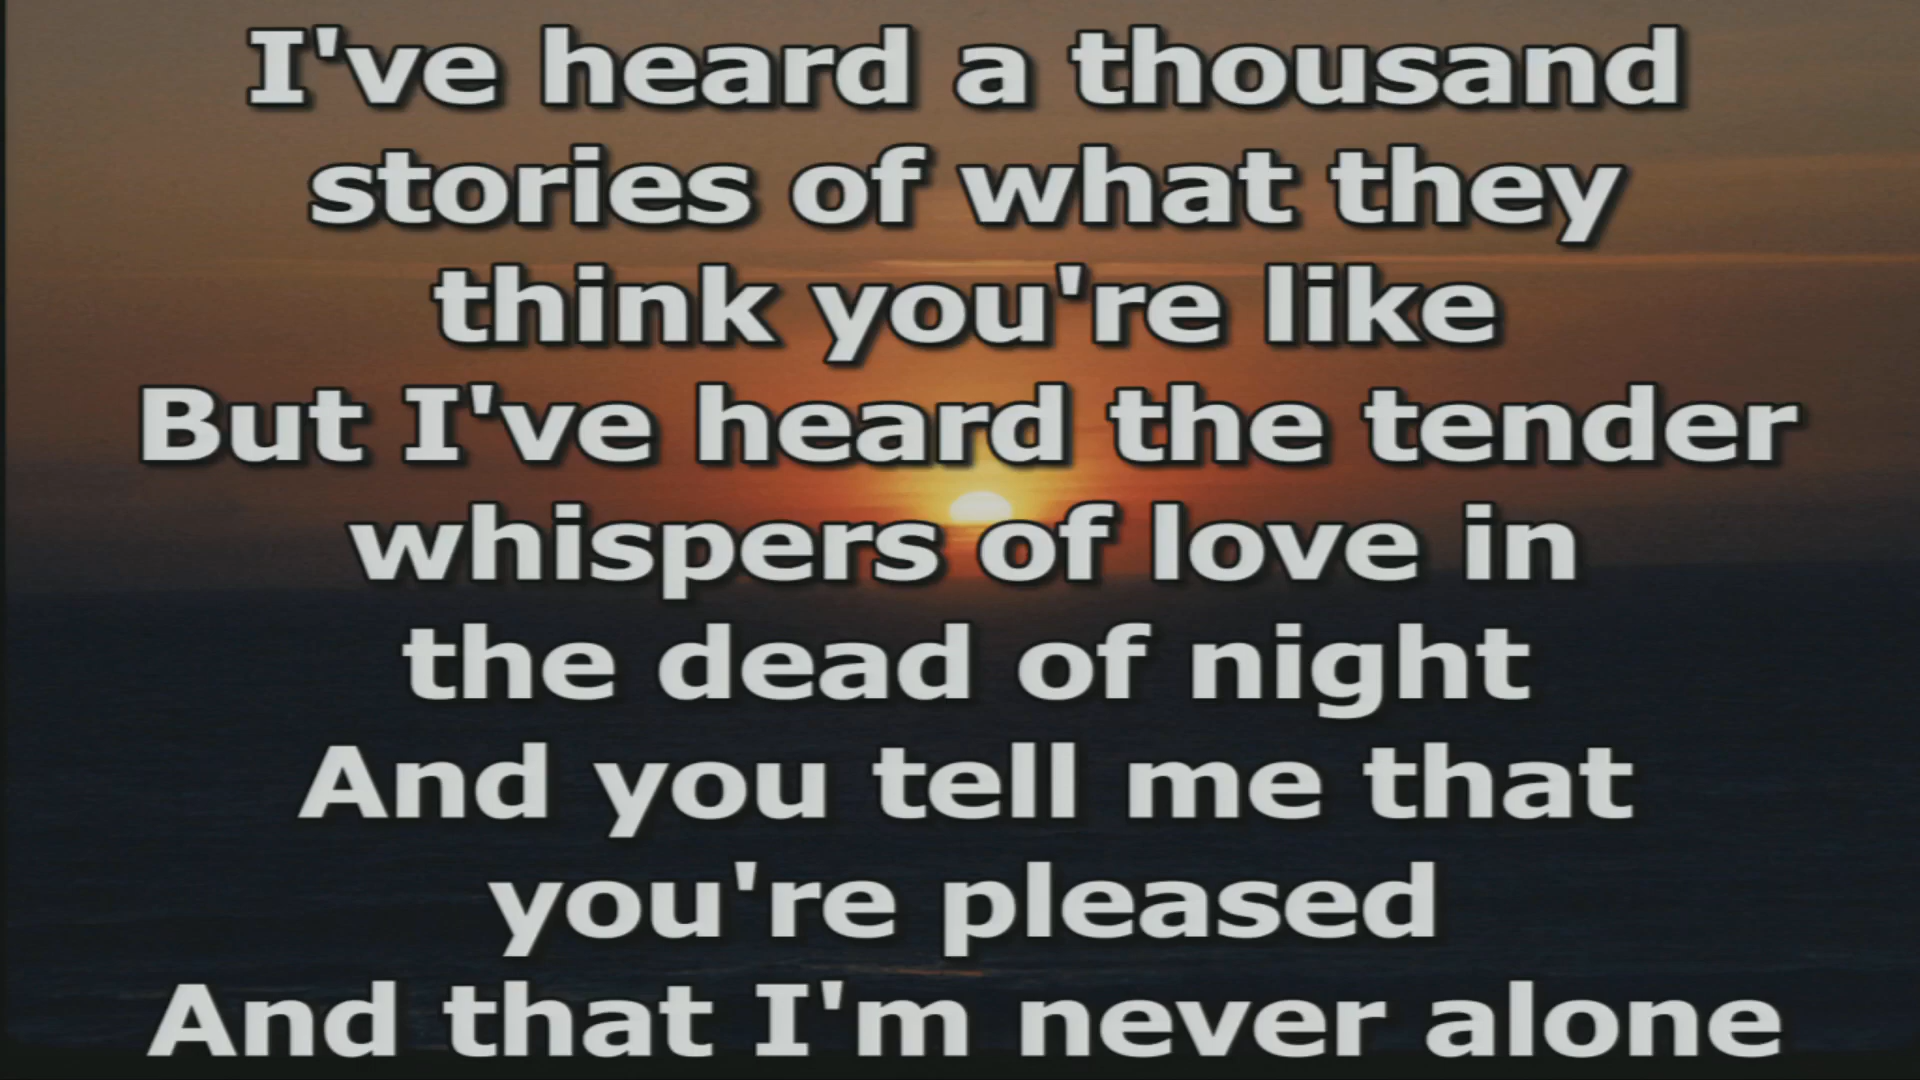 I've heard a thousand
stories of what they
think you're like
But I've heard the tender
whispers of love in
the dead of night
And you tell me that
you're pleased
And that I'm never alone